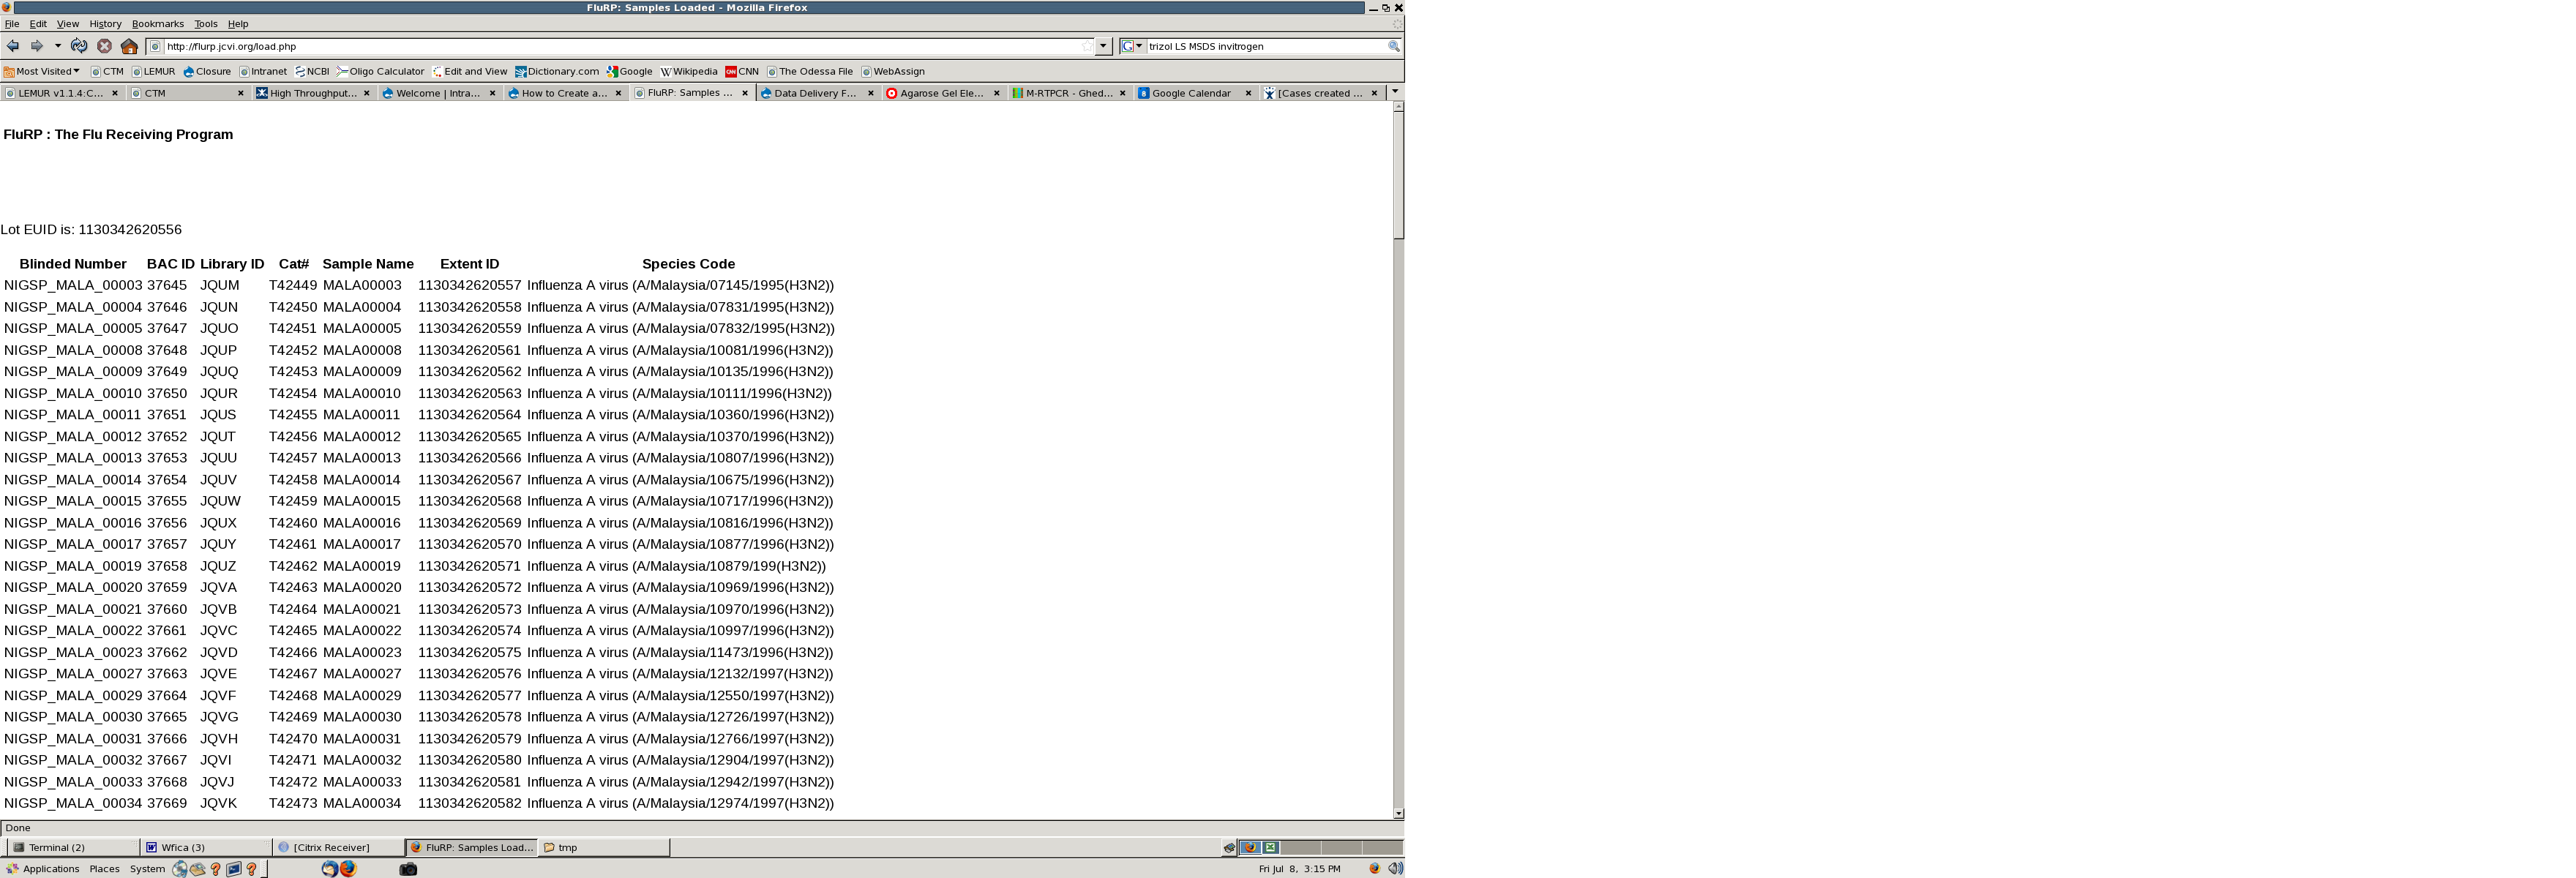 FluRP: Samples Loaded - Mozilla Firefox
File Edit View History Bookmarks Tools Help
http://flurp.jcvi.org/load.php trizol LS MSDS invitrogen
Most Visited CTM LEMUR Closure Intranet NCBI Oligo Calculator Edit and View Dictionary.com Google Wikipedia CNN The Odessa File WebAssign
LEMUR v1.1.4:C... CTM High Throughput... Welcome | Intra... How to Create a... FluRP: Samples ... Data Delivery F... Agarose Gel Ele... M-RTPCR - Ghed... Google Calendar [Cases created ...
FluRP : The Flu Receiving Program
Lot EUID is: 1130342620556
Blinded Number BAC ID Library ID Cat# Sample Name Extent ID Species Code
NIGSP_MALA_00003 37645 JQUM T42449 MALA00003 1130342620557 Influenza A virus (A/Malaysia/07145/1995(H3N2))
NIGSP_MALA_00004 37646 JQUN T42450 MALA00004 1130342620558 Influenza A virus (A/Malaysia/07831/1995(H3N2))
NIGSP_MALA_00005 37647 JQUO T42451 MALA00005 1130342620559 Influenza A virus (A/Malaysia/07832/1995(H3N2))
NIGSP_MALA_00008 37648 JQUP T42452 MALA00008 1130342620561 Influenza A virus (A/Malaysia/10081/1996(H3N2))
NIGSP_MALA_00009 37649 JQUQ T42453 MALA00009 1130342620562 Influenza A virus (A/Malaysia/10135/1996(H3N2))
NIGSP_MALA_00010 37650 JQUR T42454 MALA00010 1130342620563 Influenza A virus (A/Malaysia/10111/1996(H3N2))
NIGSP_MALA_00011 37651 JQUS T42455 MALA00011 1130342620564 Influenza A virus (A/Malaysia/10360/1996(H3N2))
NIGSP_MALA_00012 37652 JQUT T42456 MALA00012 1130342620565 Influenza A virus (A/Malaysia/10370/1996(H3N2))
NIGSP_MALA_00013 37653 JQUU T42457 MALA00013 1130342620566 Influenza A virus (A/Malaysia/10807/1996(H3N2))
NIGSP_MALA_00014 37654 JQUV T42458 MALA00014 1130342620567 Influenza A virus (A/Malaysia/10675/1996(H3N2))
NIGSP_MALA_00015 37655 JQUW T42459 MALA00015 1130342620568 Influenza A virus (A/Malaysia/10717/1996(H3N2))
NIGSP_MALA_00016 37656 JQUX T42460 MALA00016 1130342620569 Influenza A virus (A/Malaysia/10816/1996(H3N2))
NIGSP_MALA_00017 37657 JQUY T42461 MALA00017 1130342620570 Influenza A virus (A/Malaysia/10877/1996(H3N2))
NIGSP_MALA_00019 37658 JQUZ T42462 MALA00019 1130342620571 Influenza A virus (A/Malaysia/10879/199(H3N2))
NIGSP_MALA_00020 37659 JQVA T42463 MALA00020 1130342620572 Influenza A virus (A/Malaysia/10969/1996(H3N2))
NIGSP_MALA_00021 37660 JQVB T42464 MALA00021 1130342620573 Influenza A virus (A/Malaysia/10970/1996(H3N2))
NIGSP_MALA_00022 37661 JQVC T42465 MALA00022 1130342620574 Influenza A virus (A/Malaysia/10997/1996(H3N2))
NIGSP_MALA_00023 37662 JQVD T42466 MALA00023 1130342620575 Influenza A virus (A/Malaysia/11473/1996(H3N2))
NIGSP_MALA_00027 37663 JQVE T42467 MALA00027 1130342620576 Influenza A virus (A/Malaysia/12132/1997(H3N2))
NIGSP_MALA_00029 37664 JQVF T42468 MALA00029 1130342620577 Influenza A virus (A/Malaysia/12550/1997(H3N2))
NIGSP_MALA_00030 37665 JQVG T42469 MALA00030 1130342620578 Influenza A virus (A/Malaysia/12726/1997(H3N2))
NIGSP_MALA_00031 37666 JQVH T42470 MALA00031 1130342620579 Influenza A virus (A/Malaysia/12766/1997(H3N2))
NIGSP_MALA_00032 37667 JQVI T42471 MALA00032 1130342620580 Influenza A virus (A/Malaysia/12904/1997(H3N2))
NIGSP_MALA_00033 37668 JQVJ T42472 MALA00033 1130342620581 Influenza A virus (A/Malaysia/12942/1997(H3N2))
NIGSP_MALA_00034 37669 JQVK T42473 MALA00034 1130342620582 Influenza A virus (A/Malaysia/12974/1997(H3N2))
Done
Terminal (2) Wfica (3) [Citrix Receiver] FluRP: Samples Load... tmp
Applications Places System Fri Jul 8, 3:15 PM